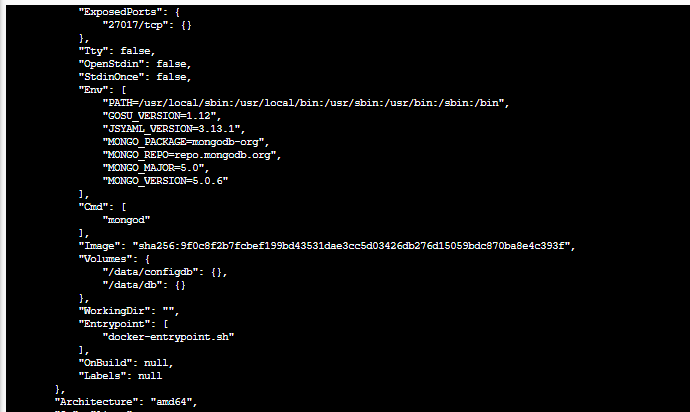 "ExposedPorts": {
"27017/tcp": {}
},
"Tty": false,
"OpenStdin": false,
"StdinOnce": false,
"Env": [
"PATH=/usr/local/sbin:/usr/local/bin:/usr/sbin:/usr/bin:/sbin:/bin",
"GOSU_VERSION=1.12",
"JSYAML_VERSION=3.13.1",
"MONGO_PACKAGE=mongodb-org",
"MONGO_REPO=repo.mongodb.org",
"MONGO_MAJOR=5.0",
"MONGO_VERSION=5.0.6"
],
"Cmd": [
"mongod"
],
"Image": "sha256:9f0c8f2b7fcbef199bd43531dae3cc5d03426db276d15059bdc870ba8e4c393f",
"Volumes": {
"/data/configdb": {},
"/data/db": {}
},
"WorkingDir": "",
"Entrypoint": [
"docker-entrypoint.sh"
],
"OnBuild": null,
"Labels": null
},
"Architecture": "amd64",